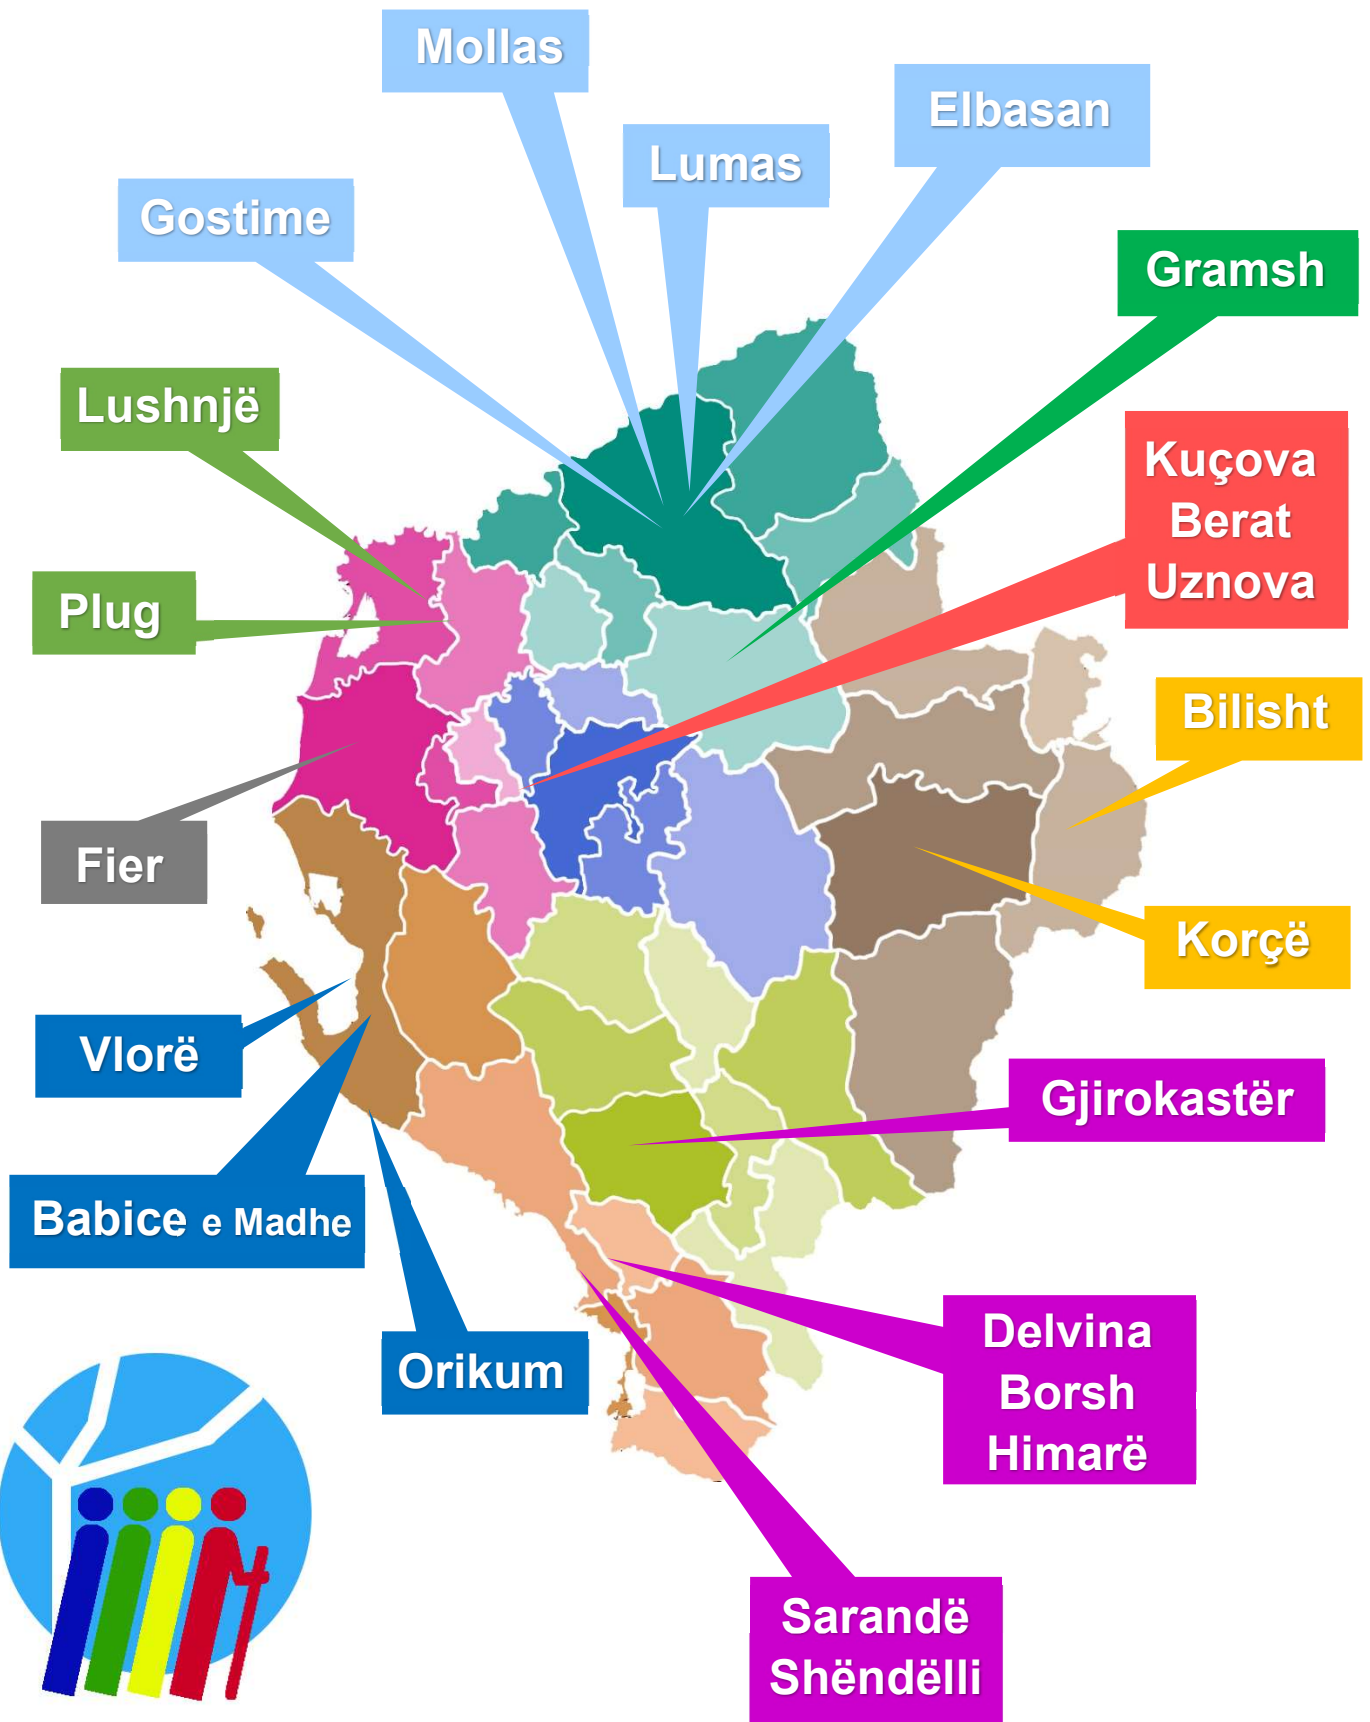 Mollas
Elbasan
Lumas
Gostime
Gramsh
Lushnjë
Kuçova
Berat
Uznova
Plug
Bilisht
Fier
Korçë
Vlorë
Gjirokastër
Babice e Madhe
Orikum
Delvina
Borsh
Himarë
Sarandë
Shëndëlli